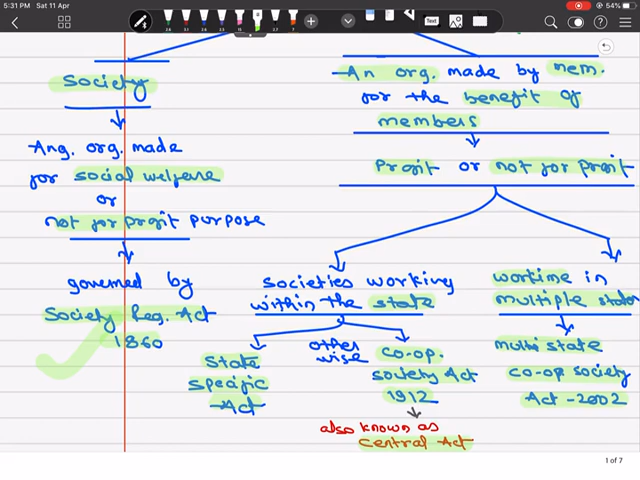 5:31 PM Sat 11 Apr
54%
Text
Society
Ang. org. made
for social welfare
or
not for profit purpose
governed by
Society Reg. Act
1860
An org. made by mem.
for the benefit of
members
Profit or not for profit
societies working
within the state
working in
multiple states
State
specific
Act
other
wise
co-op.
society Act
1912
also known as
central Act
multi state
co-op society
Act-2002
1 of 7